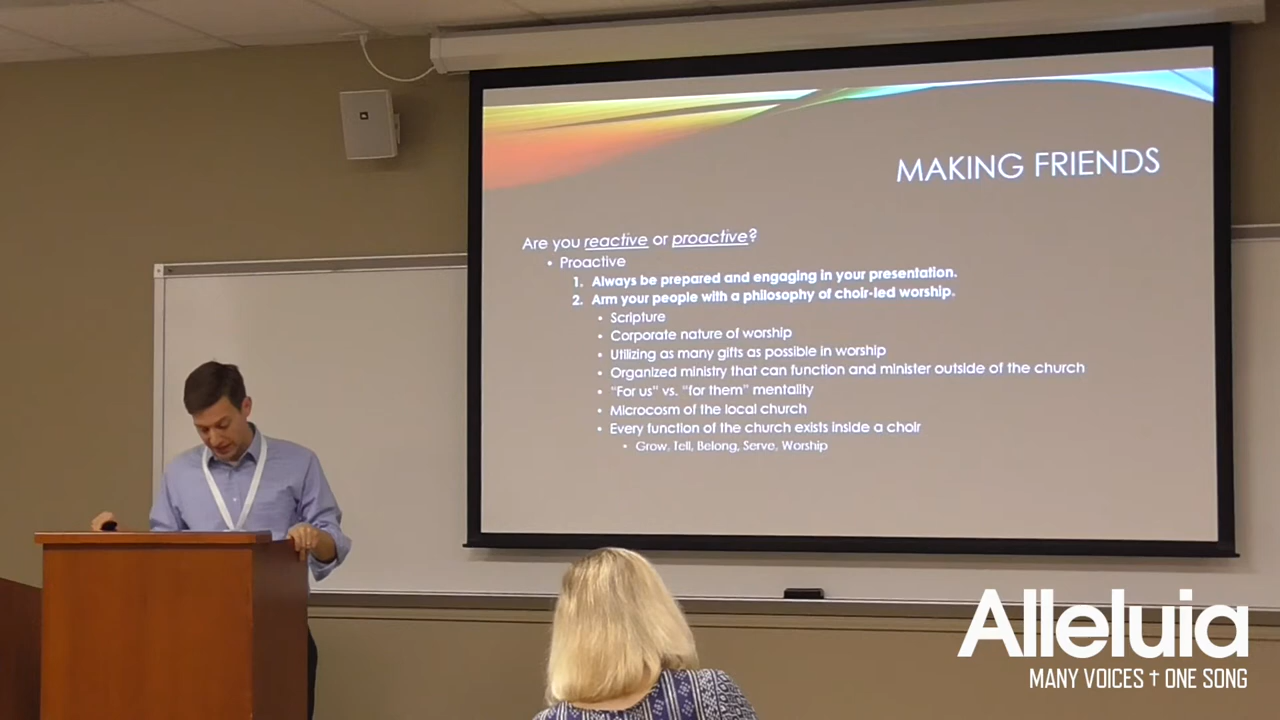 MAKING FRIENDS
Are you reactive or proactive?
• Proactive
1. Always be prepared and engaging in your presentation.
2. Arm your people with a philosophy of choir-led worship.
• Scripture
• Corporate nature of worship
• Utilizing as many gifts as possible in worship
• Organized ministry that can function and minister outside of the church
• "For us" vs. "for them" mentality
• Microcosm of the local church
• Every function of the church exists inside a choir
• Grow, Tell, Belong, Serve, Worship
Alleluia
MANY VOICES † ONE SONG